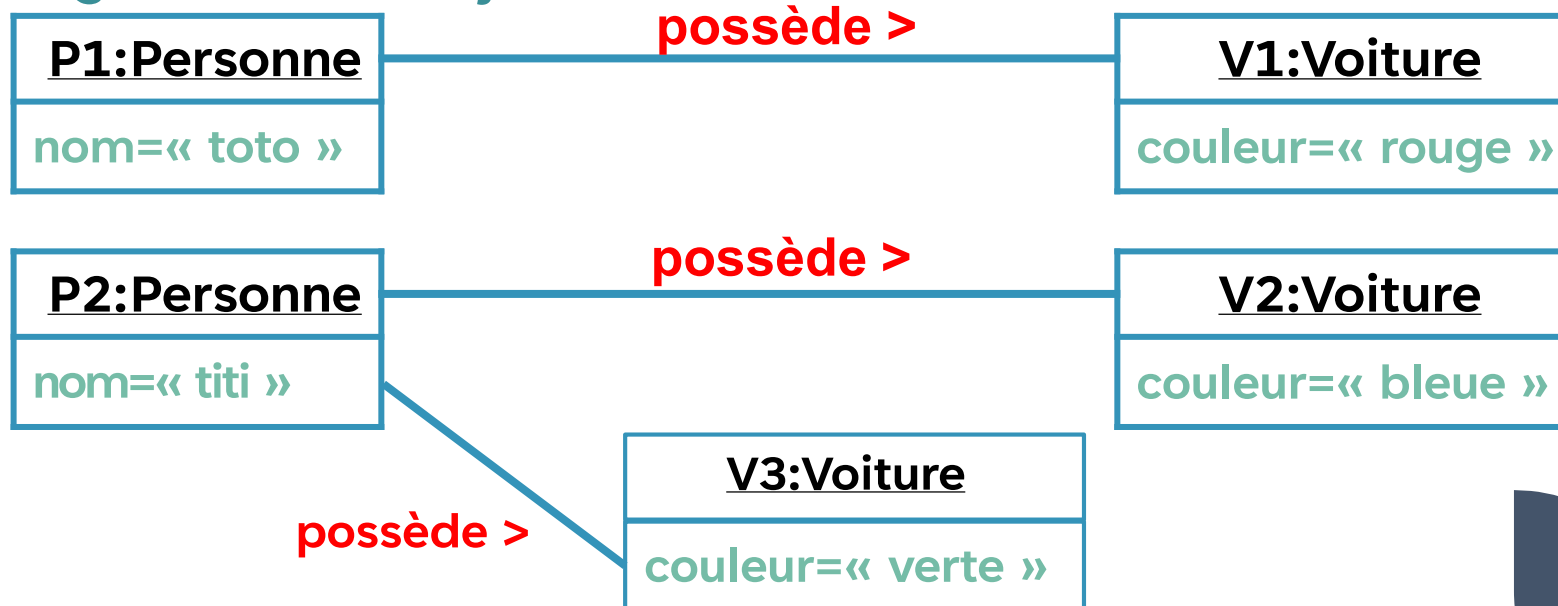 possède >
P1:Personne
V1:Voiture
nom=« toto »
couleur=« rouge »
possède >
P2:Personne
V2:Voiture
nom=« titi »
couleur=« bleue »
V3:Voiture
possède >
couleur=« verte »